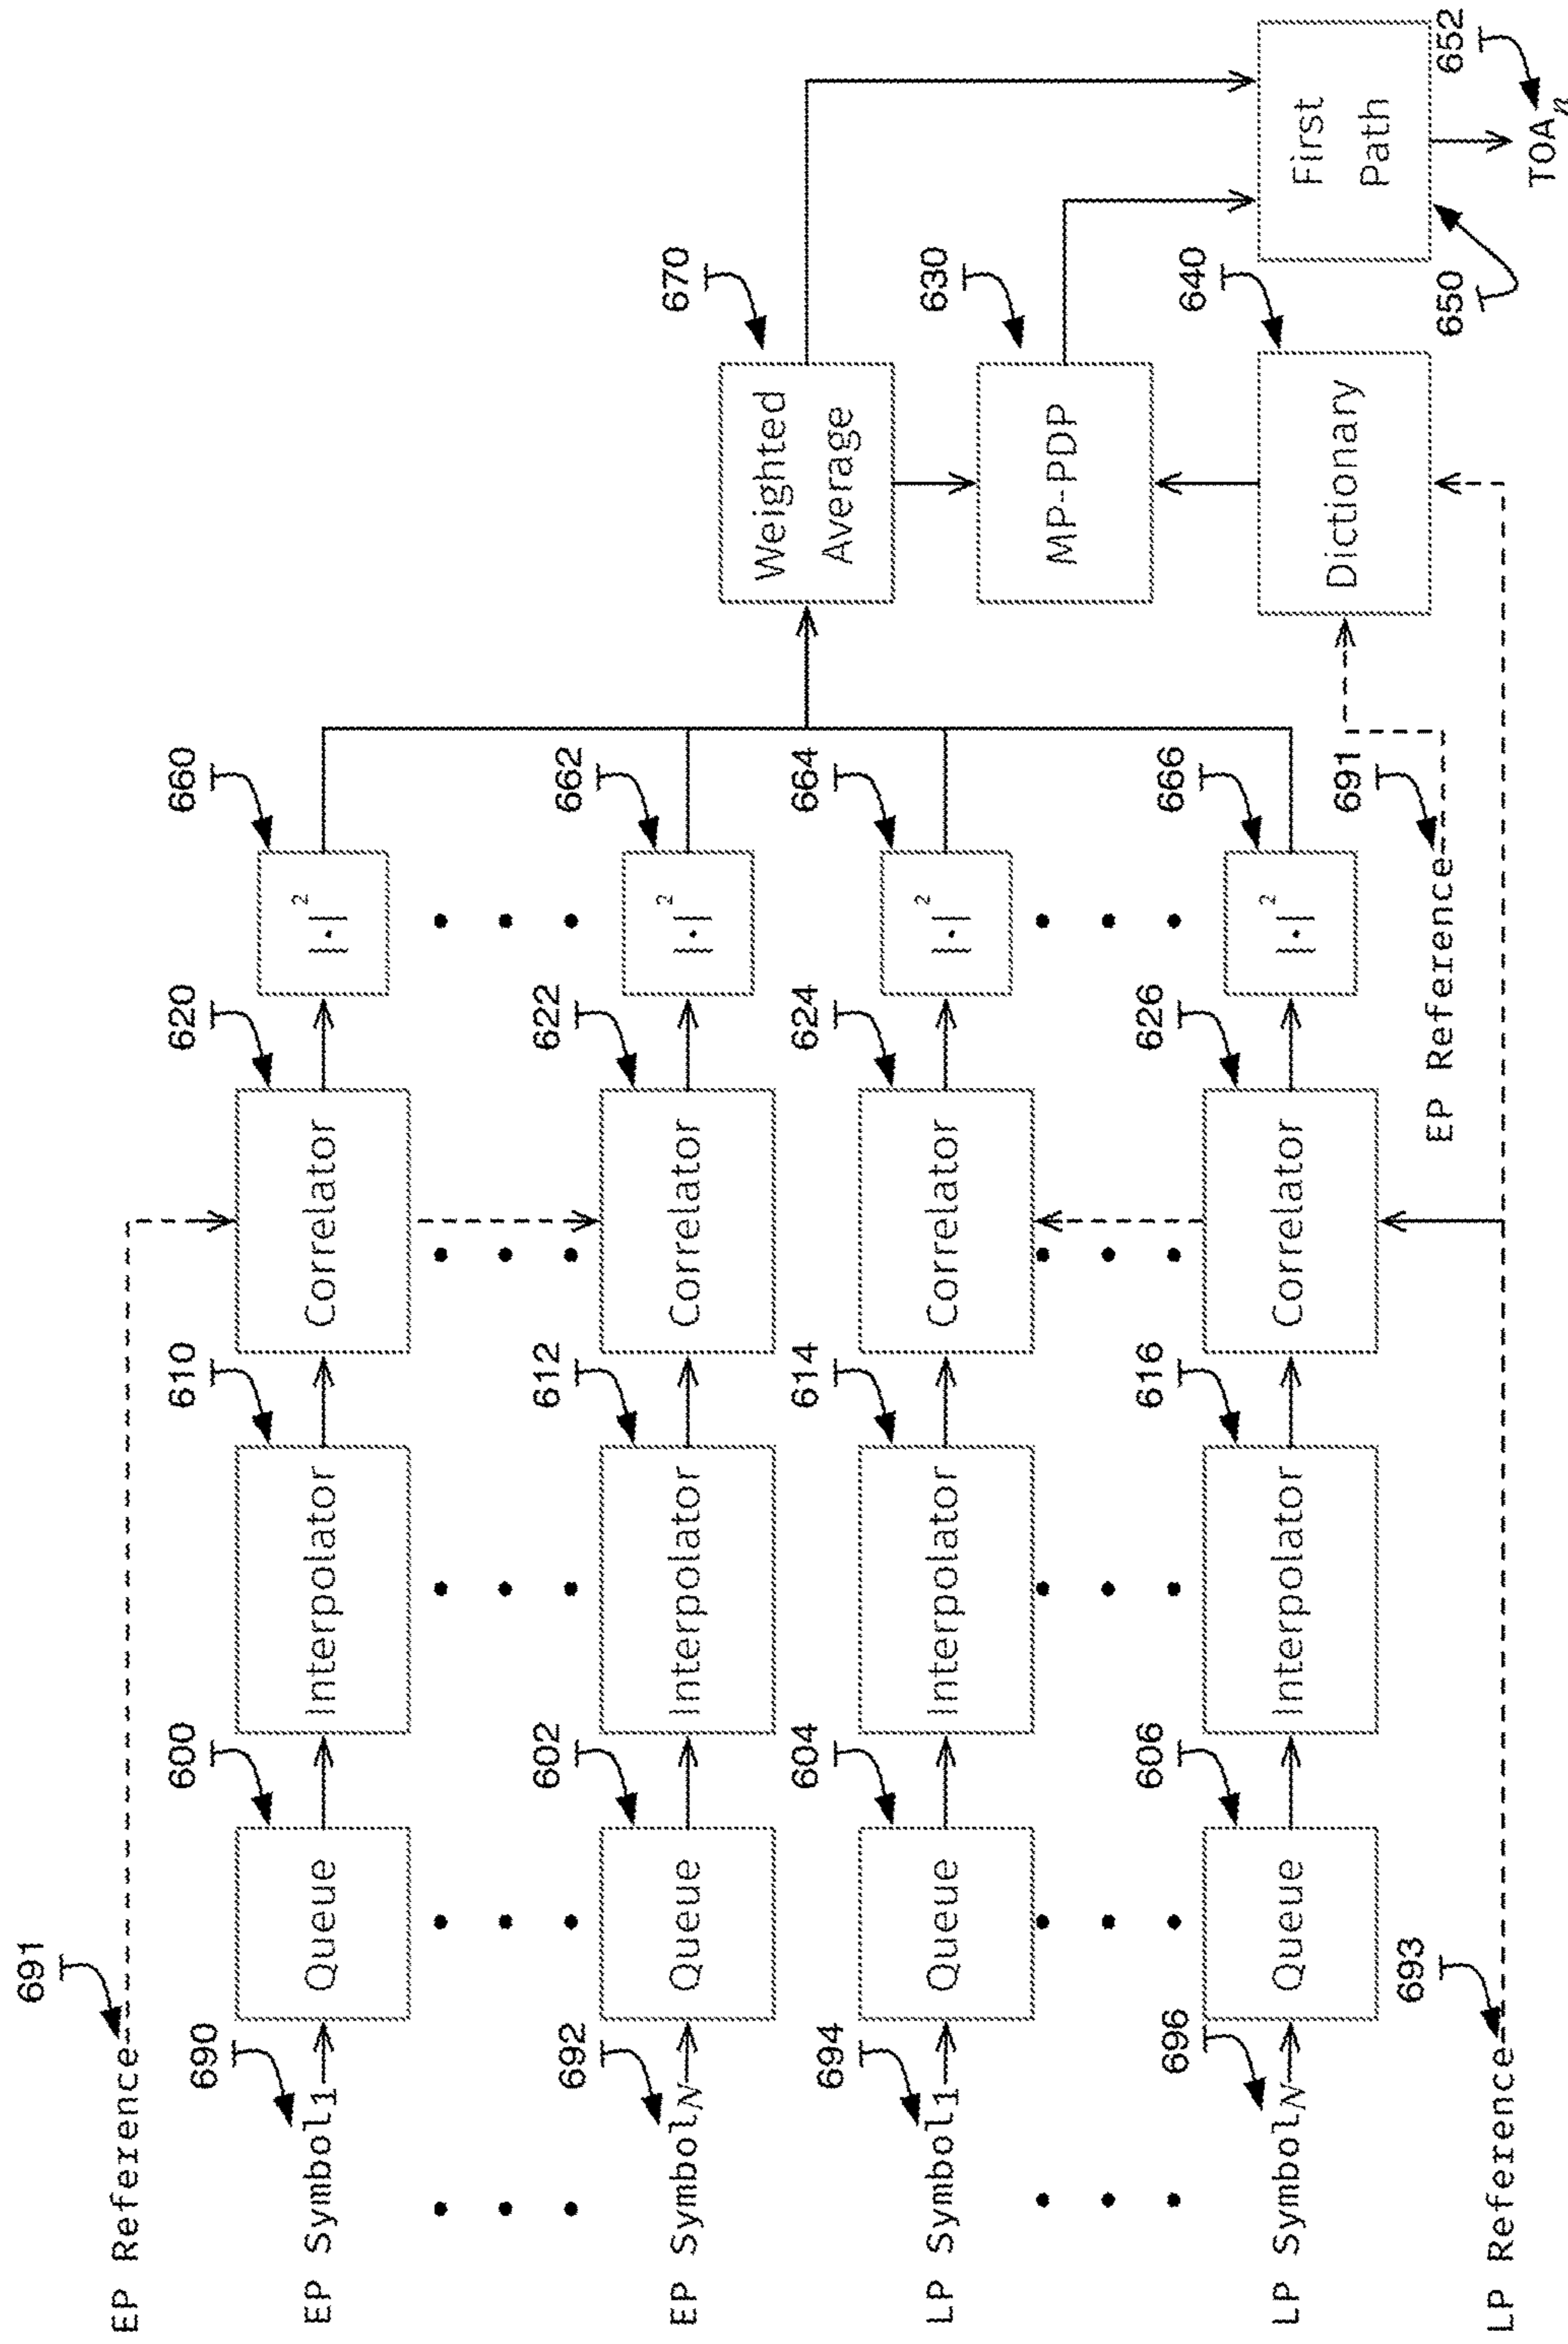 691
EP Reference
690
EP Symbol1
600
Queue
610
Interpolator
620
Correlator
660
|·|²
692
EP SymbolN
602
Queue
612
Interpolator
622
Correlator
662
|·|²
694
LP Symbol1
604
Queue
614
Interpolator
624
Correlator
664
|·|²
696
LP SymbolN
606
Queue
616
Interpolator
626
Correlator
666
|·|²
693
LP Reference
691
EP Reference
670
Weighted
Average
630
MP-PDP
640
Dictionary
650
First
Path
652
TOAn